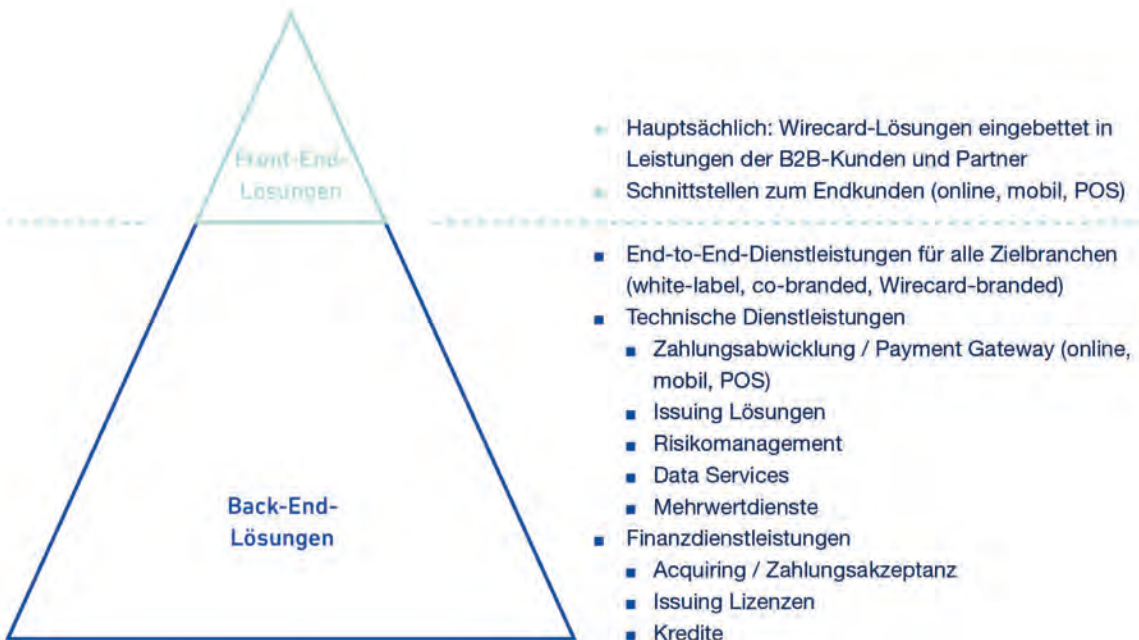 Front-End-
Lösungen
Hauptsächlich: Wirecard-Lösungen eingebettet in
Leistungen der B2B-Kunden und Partner
Schnittstellen zum Endkunden (online, mobil, POS)
Back-End-
Lösungen
End-to-End-Dienstleistungen für alle Zielbranchen
(white-label, co-branded, Wirecard-branded)
Technische Dienstleistungen
Zahlungsabwicklung / Payment Gateway (online,
mobil, POS)
Issuing Lösungen
Risikomanagement
Data Services
Mehrwertdienste
Finanzdienstleistungen
Acquiring / Zahlungsakzeptanz
Issuing Lizenzen
Kredite